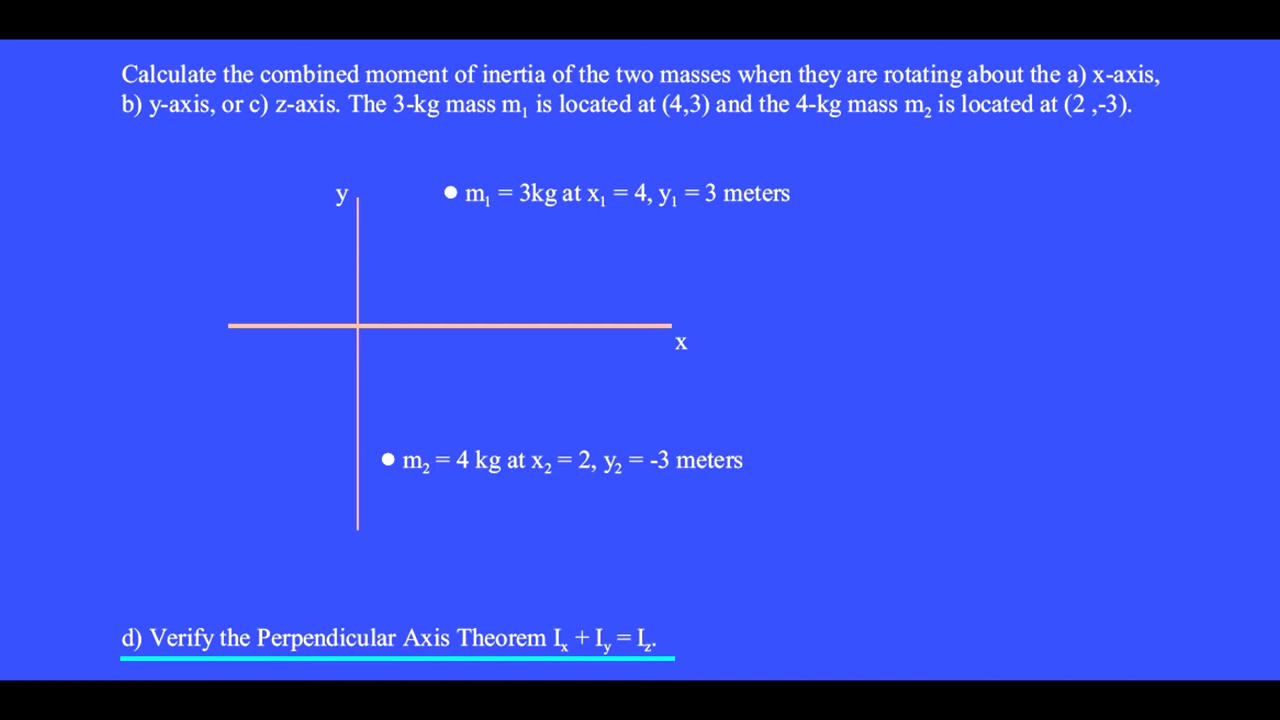 Calculate the combined moment of inertia of the two masses when they are rotating about the a) x-axis,
b) y-axis, or c) z-axis. The 3-kg mass m₁ is located at (4,3) and the 4-kg mass m₂ is located at (2 ,-3).
y
m₁ = 3kg at x₁ = 4, y₁ = 3 meters
x
m₂ = 4 kg at x₂ = 2, y₂ = -3 meters
d) Verify the Perpendicular Axis Theorem Iₓ + I_y = I_z.